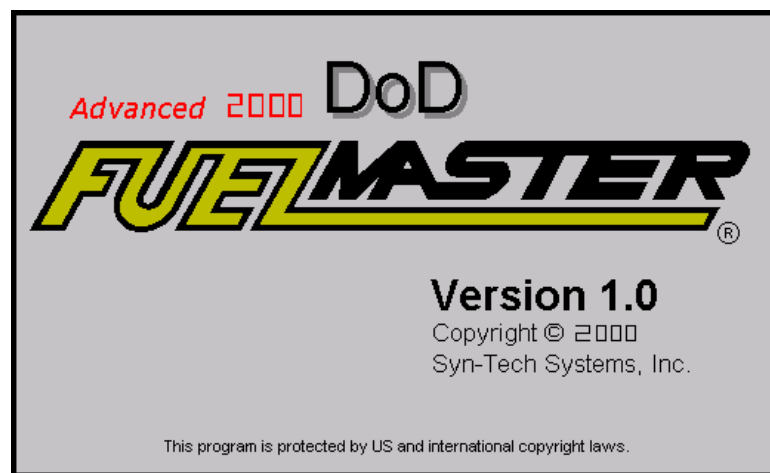 Advanced 2000 DoD
FUELMASTER
®
Version 1.0
Copyright © 2000
Syn-Tech Systems, Inc.
This program is protected by US and international copyright laws.